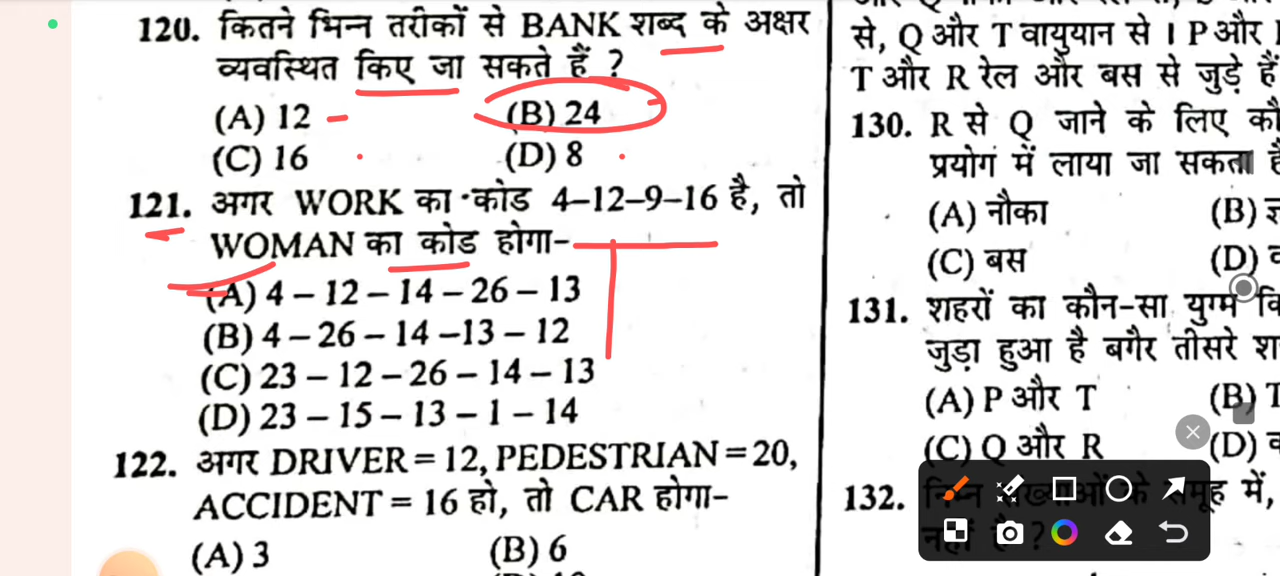 120. कितने भिन्न तरीकों से BANK शब्द के अक्षर
व्यवस्थित किए जा सकते हैं ?
(A) 12 (B) 24
(C) 16 (D) 8
121. अगर WORK का कोड 4–12–9–16 है, तो
WOMAN का कोड होगा–
(A) 4 – 12 – 14 – 26 – 13
(B) 4 – 26 – 14 –13 – 12
(C) 23 – 12 – 26 – 14 – 13
(D) 23 – 15 – 13 – 1 – 14
122. अगर DRIVER = 12, PEDESTRIAN = 20,
ACCIDENT = 16 हो, तो CAR होगा–
(A) 3 (B) 6
से, Q और T वायुयान से । P और
T और R रेल और बस से जुड़े हैं
130. R से Q जाने के लिए
प्रयोग में लाया जा सकता
(A) नौका (B)
(C) बस (D)
131. शहरों का कौन-सा युग्म
जुड़ा हुआ है बगैर तीसरे
(A) P और T (B) T
(C) Q और R (D)
132. निम्न संख्याओं के समूह में,
नहीं है ?